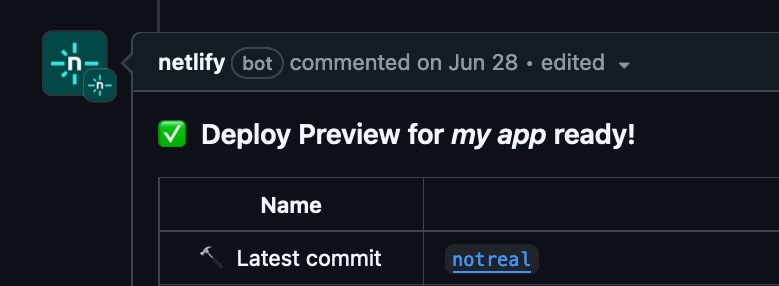 netlify bot commented on Jun 28 • edited
✅ Deploy Preview for my app ready!
Name
🔨 Latest commit notreal